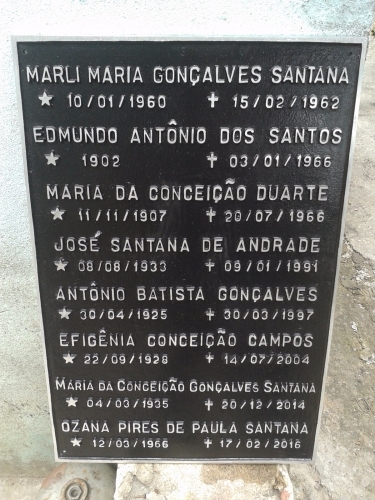 MARLI MARIA GONÇALVES SANTANA
★ 10/01/1960 ✝ 15/02/1962
EDMUNDO ANTÔNIO DOS SANTOS
★ 1902 ✝ 03/01/1966
MARIA DA CONCEIÇÃO DUARTE
★ 11/11/1907 ✝ 20/07/1966
JOSÉ SANTANA DE ANDRADE
★ 08/08/1933 ✝ 09/01/1991
ANTÔNIO BATISTA GONÇALVES
★ 30/04/1925 ✝ 30/03/1997
EFIGÊNIA CONCEIÇÃO CAMPOS
★ 22/09/1928 ✝ 14/07/2004
MARIA DA CONCEIÇÃO GONÇALVES SANTANA
★ 04/03/1935 ✝ 20/12/2014
OZANA PIRES DE PAULA SANTANA
★ 12/03/1966 ✝ 17/02/2016